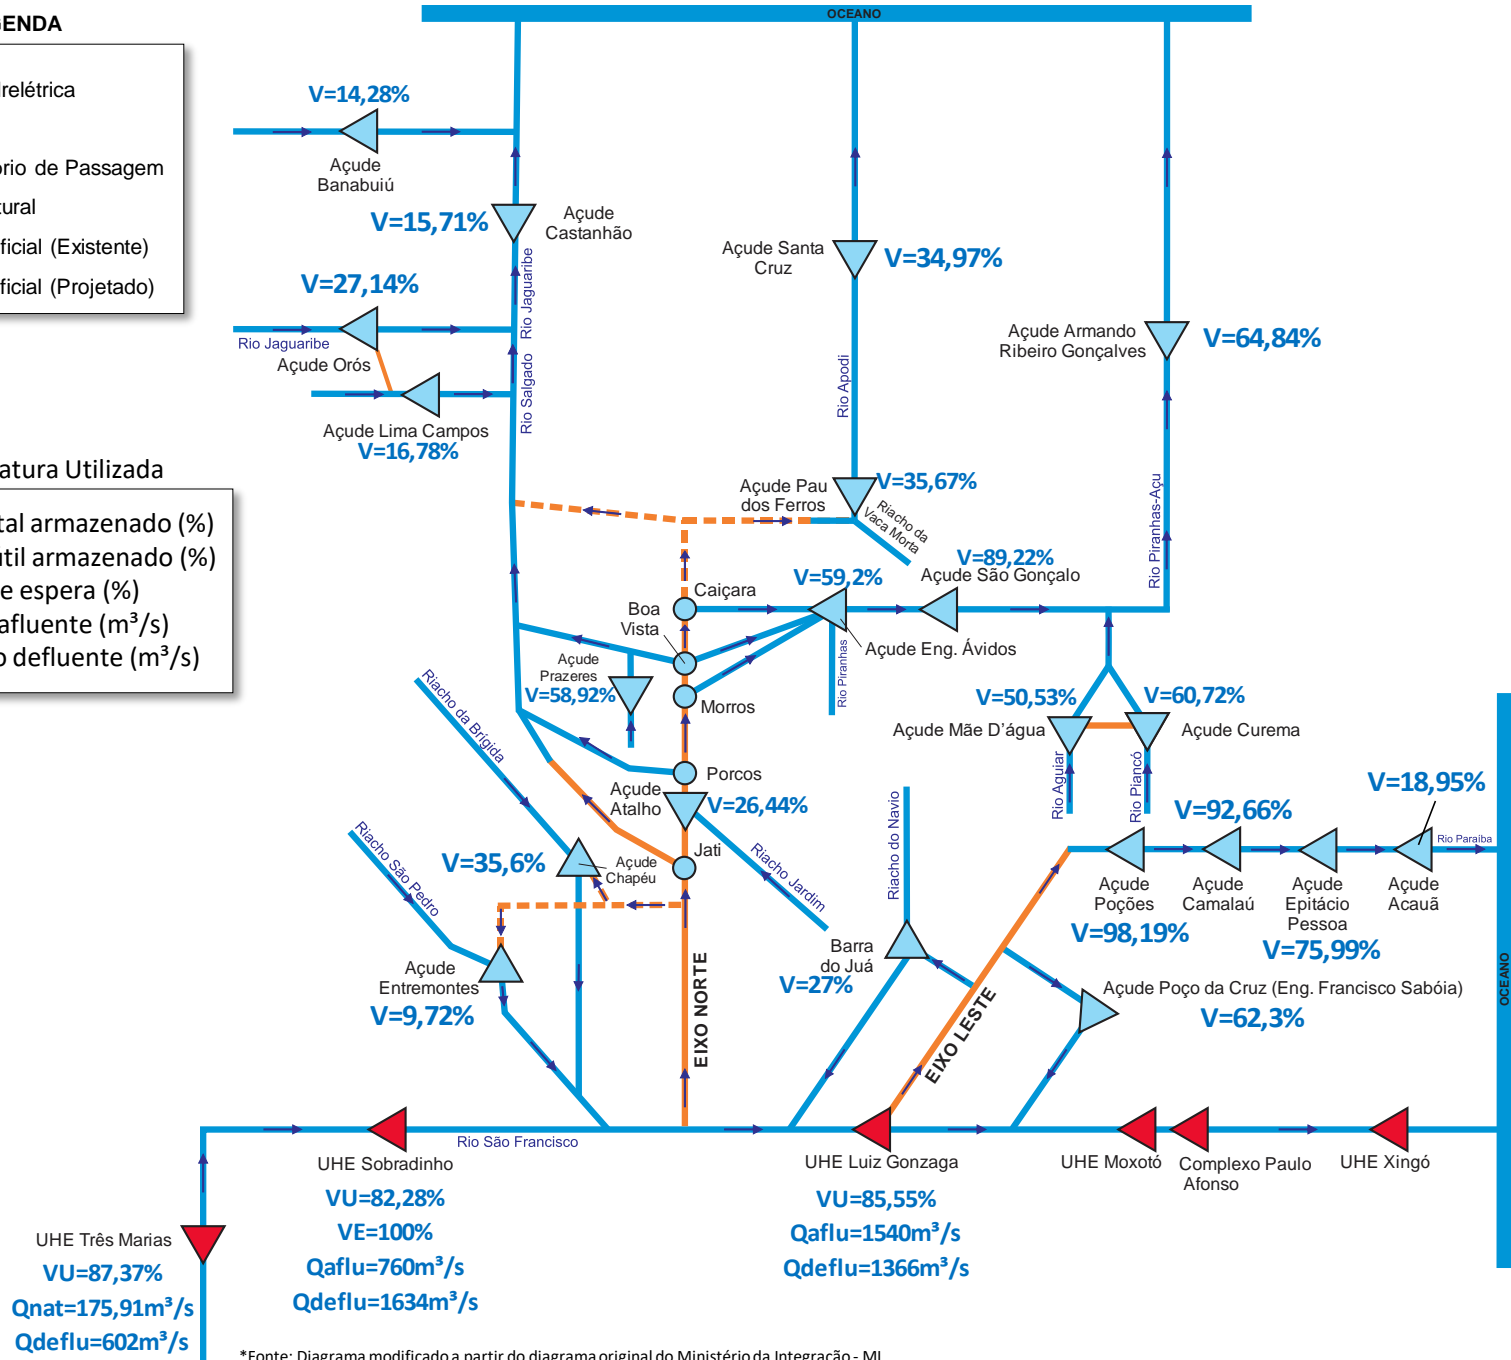 OCEANO
GENDA
drelétrica
ório de Passagem
tural
ificial (Existente)
ificial (Projetado)
V=14,28%
Açude
Banabuiú
V=15,71%
Açude
Castanhão
Rio Jaguaribe
V=27,14%
Rio Jaguaribe
Açude Orós
Rio Salgado
Açude Lima Campos
V=16,78%
Açude Santa
Cruz
V=34,97%
Rio Apodi
Açude Armando
Ribeiro Gonçalves
V=64,84%
Rio Piranhas-Açu
atura Utilizada
tal armazenado (%)
útil armazenado (%)
e espera (%)
afluente (m³/s)
o defluente (m³/s)
Açude Pau
dos Ferros
V=35,67%
Riacho da
Vaca Morta
V=89,22%
Açude São Gonçalo
V=59,2%
Caiçara
Boa
Vista
Açude Eng. Ávidos
Rio Piranhas
Açude
Prazeres
V=58,92%
Morros
Riacho da Brígida
V=50,53%
Açude Mãe D'água
V=60,72%
Açude Curema
Rio Aguiar
Rio Piancó
Porcos
Açude
Atalho
V=26,44%
Jati
Riacho Jardim
V=35,6%
Açude
Chapéu
Riacho São Pedro
Riacho do Navio
V=18,95%
V=92,66%
Rio Paraíba
Açude
Poções
V=98,19%
Açude
Camalaú
Açude
Epitácio
Pessoa
V=75,99%
Açude
Acauã
Açude
Entremontes
V=9,72%
Barra
do Juá
V=27%
EIXO NORTE
EIXO LESTE
Açude Poço da Cruz (Eng. Francisco Sabóia)
V=62,3%
OCEANO
Rio São Francisco
UHE Sobradinho
VU=82,28%
VE=100%
Qaflu=760m³/s
Qdeflu=1634m³/s
UHE Luiz Gonzaga
VU=85,55%
Qaflu=1540m³/s
Qdeflu=1366m³/s
UHE Moxotó
Complexo Paulo
Afonso
UHE Xingó
UHE Três Marias
VU=87,37%
Qnat=175,91m³/s
Qdeflu=602m³/s
*Fonte: Diagrama modificado a partir do diagrama original do Ministério da Integração - MI